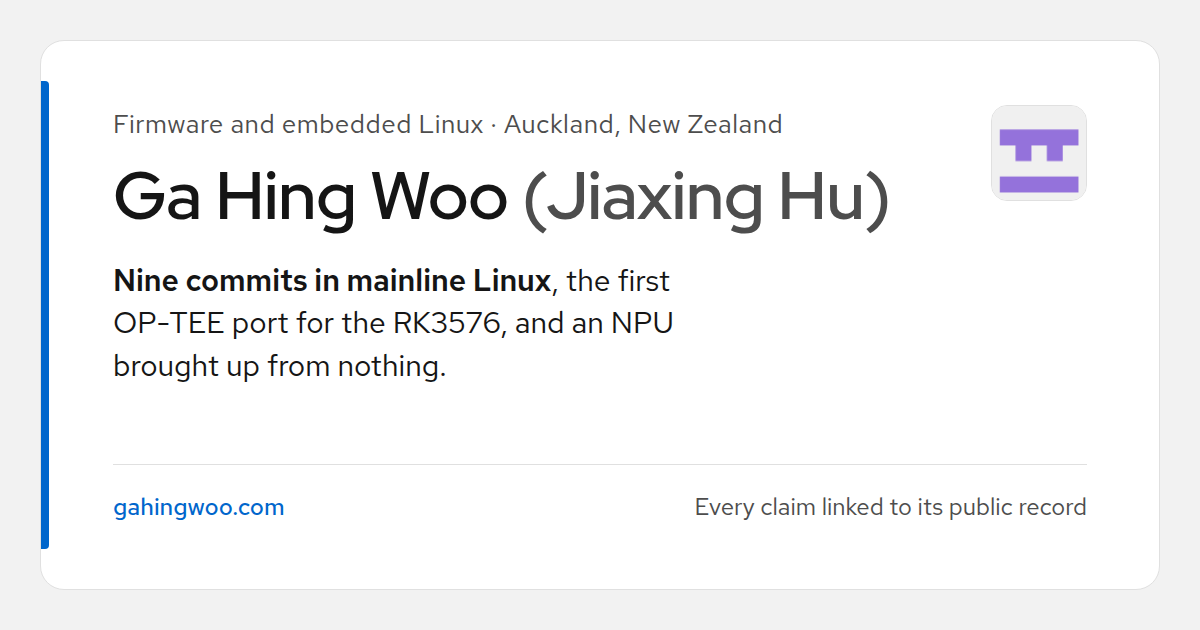 Firmware and embedded Linux · Auckland, New Zealand
Ga Hing Woo (Jiaxing Hu)
Nine commits in mainline Linux, the first
OP-TEE port for the RK3576, and an NPU
brought up from nothing.
gahingwoo.com
Every claim linked to its public record